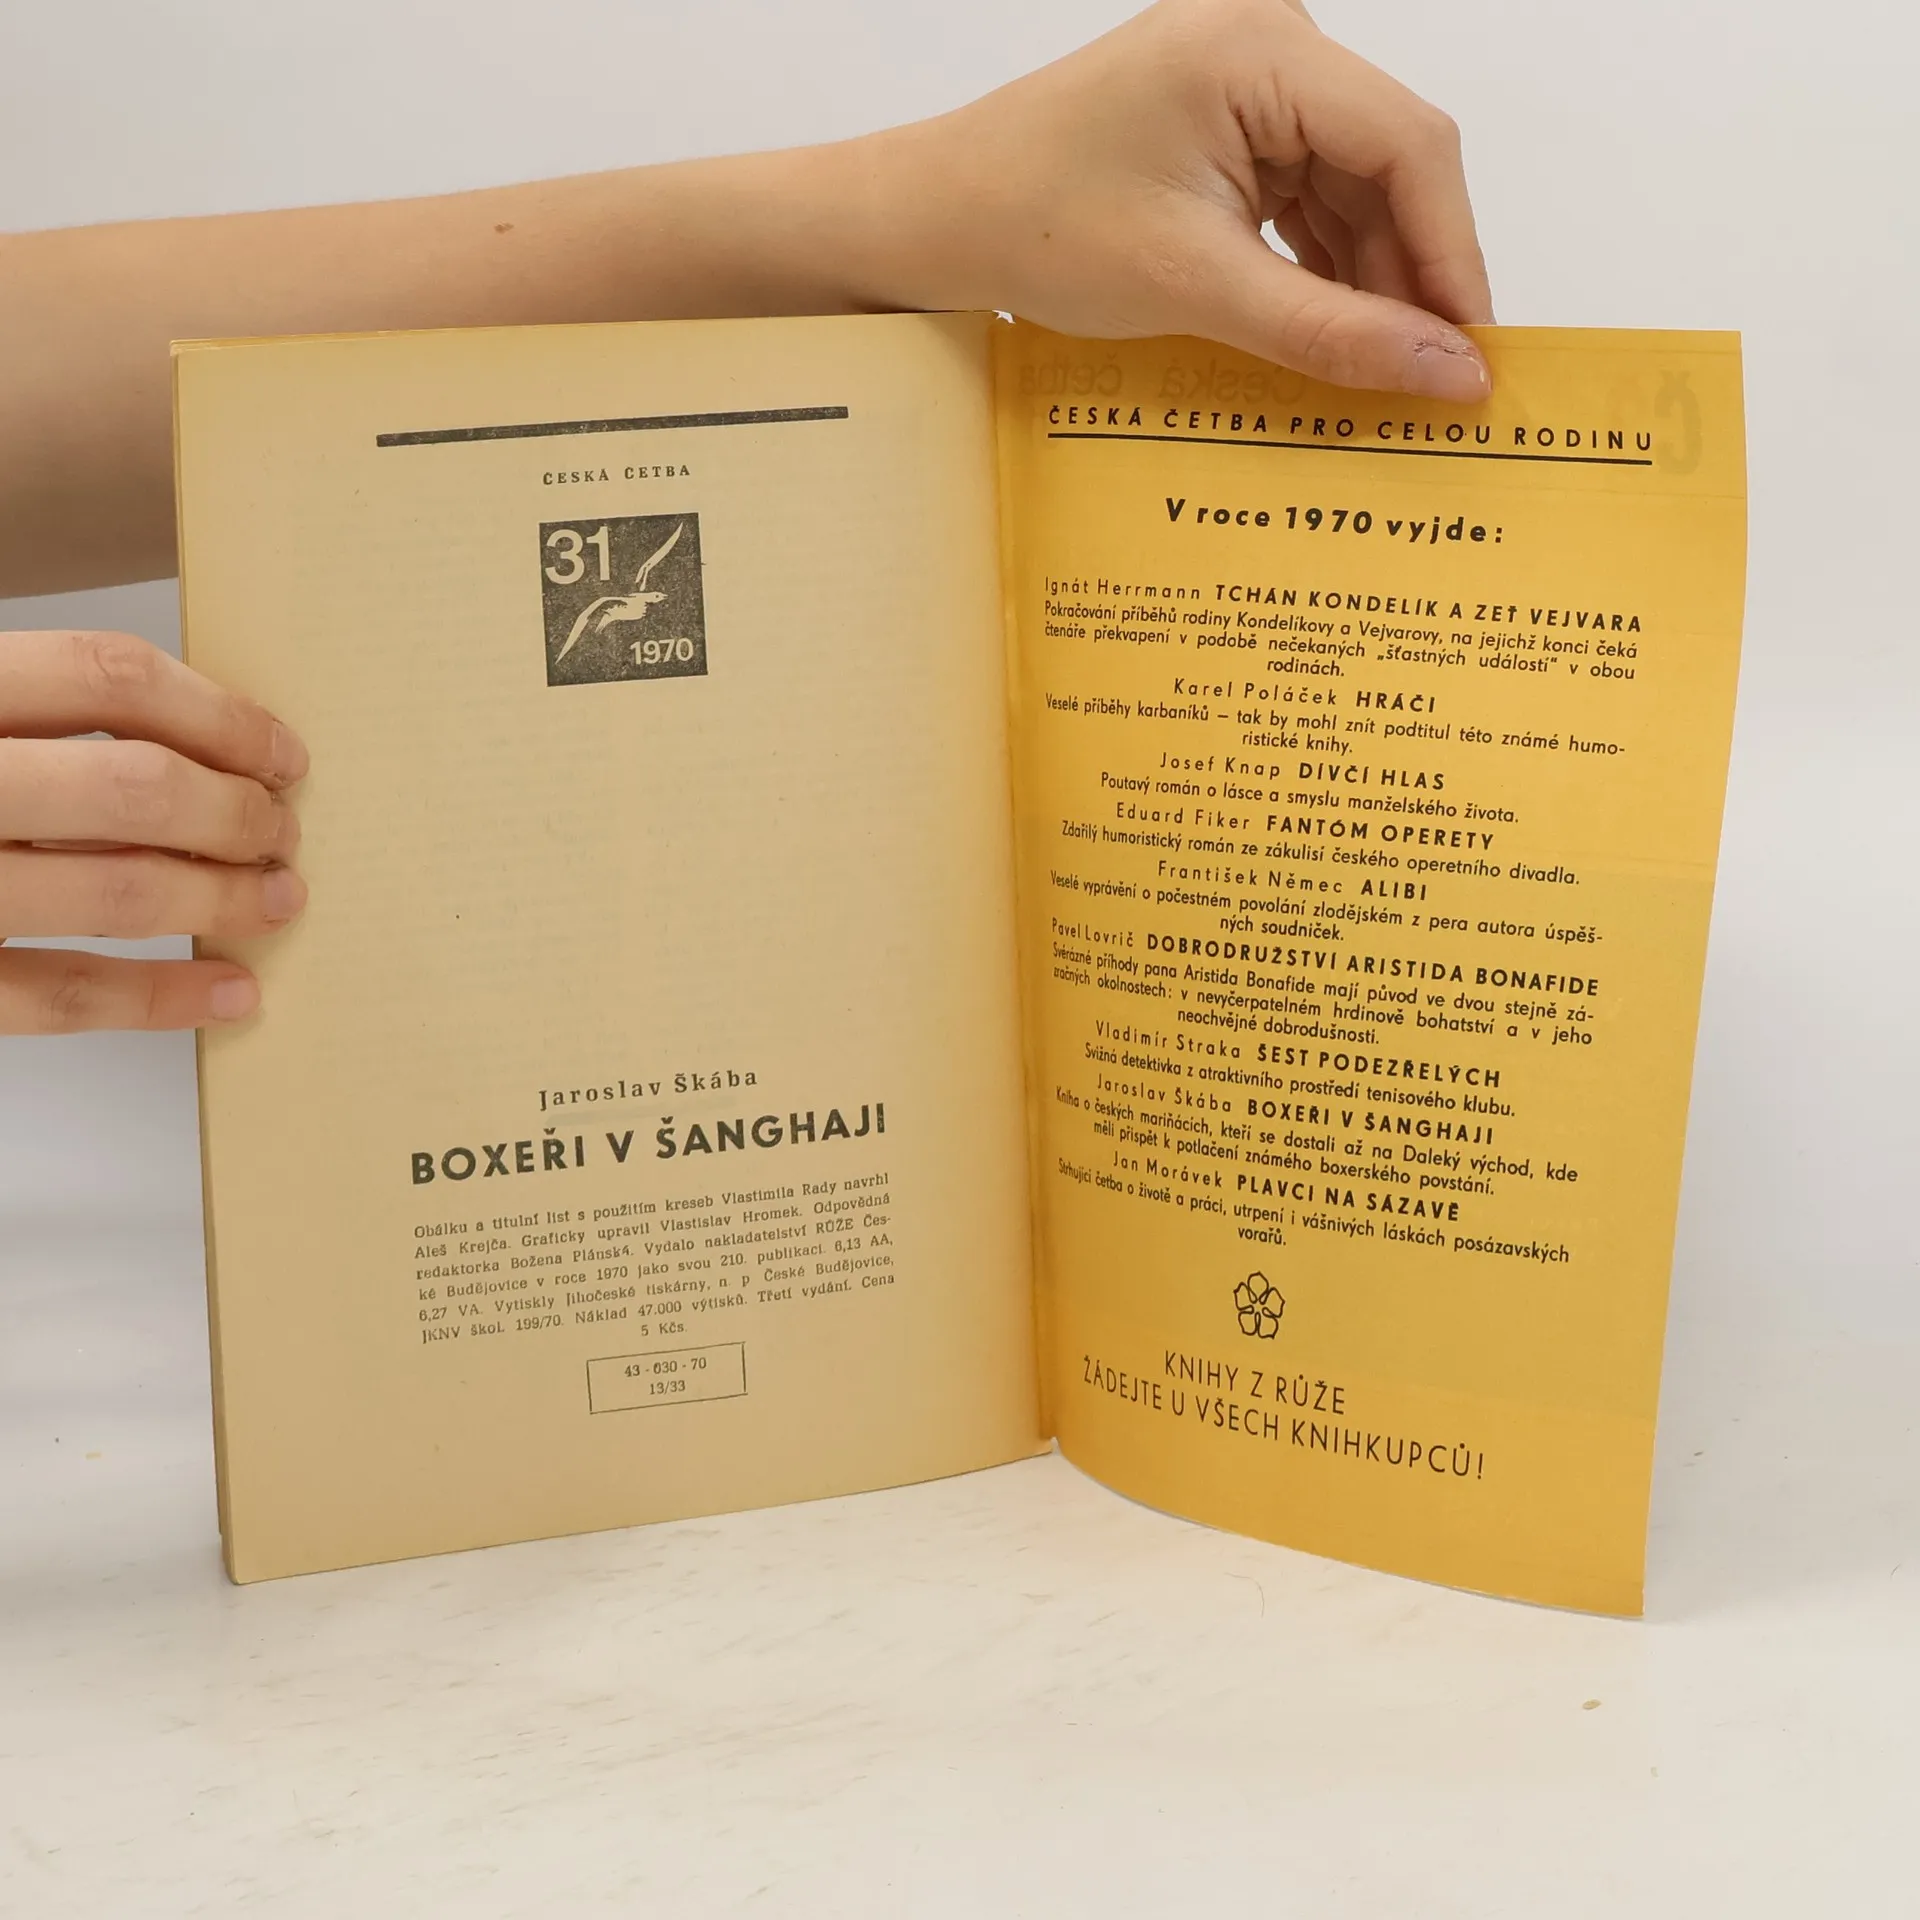 ČESKÁ ČETBA
31
1970
Jaroslav Škába
BOXEŘI V ŠANGHAJI
Obálku a titulní list s použitím kreseb Vlastimila Rady navrhl
Aleš Krejča. Graficky upravil Vlastislav Hromek. Odpovědná
redaktorka Božena Plánská. Vydalo nakladatelství RŮŽE Čes-
ké Budějovice v roce 1970 jako svou 210. publikaci. 6,13 AA,
6,27 VA. Vytiskly Jihočeské tiskárny, n. p České Budějovice,
JKNV škol. 199/70. Náklad 47.000 výtisků. Třetí vydání. Cena
5 Kčs.
43 - 030 - 70
13/33
Česká četba
ČESKÁ ČETBA PRO CELOU RODINU
V roce 1970 vyjde:
Ignát Herrmann TCHÁN KONDELÍK A ZEŤ VEJVARA
Pokračování příběhů rodiny Kondelíkovy a Vejvarovy, na jejichž konci čeká
čtenáře překvapení v podobě nečekaných „šťastných událostí" v obou
rodinách.
Karel Poláček HRÁČI
Veselé příběhy karbaníků – tak by mohl znít podtitul této známé humo-
ristické knihy.
Josef Knap DÍVČÍ HLAS
Poutavý román o lásce a smyslu manželského života.
Eduard Fiker FANTÓM OPERETY
Zdařilý humoristický román ze zákulisí českého operetního divadla.
František Němec ALIBI
Veselé vyprávění o počestném povolání zlodějském z pera autora úspěš-
ných soudniček.
Pavel Lovrič DOBRODRUŽSTVÍ ARISTIDA BONAFIDE
Svérázné příhody pana Aristida Bonafide mají původ ve dvou stejně zá-
zračných okolnostech: v nevyčerpatelném hrdinově bohatství a v jeho
neochvějné dobrodušnosti.
Vladimír Straka ŠEST PODEZŘELÝCH
Svižná detektivka z atraktivního prostředí tenisového klubu.
Jaroslav Škába BOXEŘI V ŠANGHAJI
Kniha o českých mariňácích, kteří se dostali až na Daleký východ, kde
měli přispět k potlačení známého boxerského povstání.
Jan Morávek PLAVCI NA SÁZAVĚ
Strhující četba o životě a práci, utrpení i vášnivých láskách posázavských
vorařů.
KNIHY Z RŮŽE
ŽÁDEJTE U VŠECH KNIHKUPCŮ!